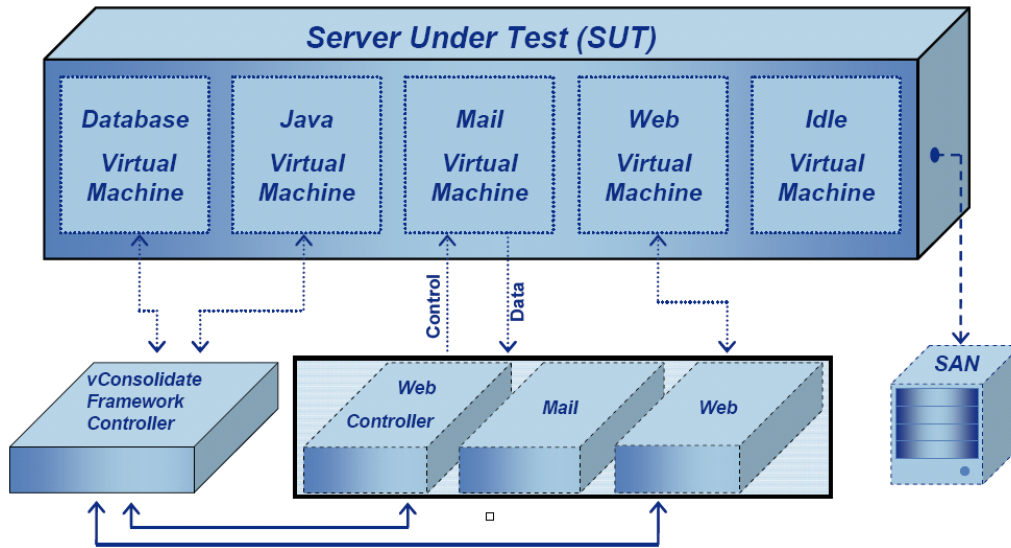 Server Under Test (SUT)
Database
Virtual
Machine
Java
Virtual
Machine
Mail
Virtual
Machine
Web
Virtual
Machine
Idle
Virtual
Machine
Control
Data
vConsolidate
Framework
Controller
Web
Controller
Mail
Web
SAN